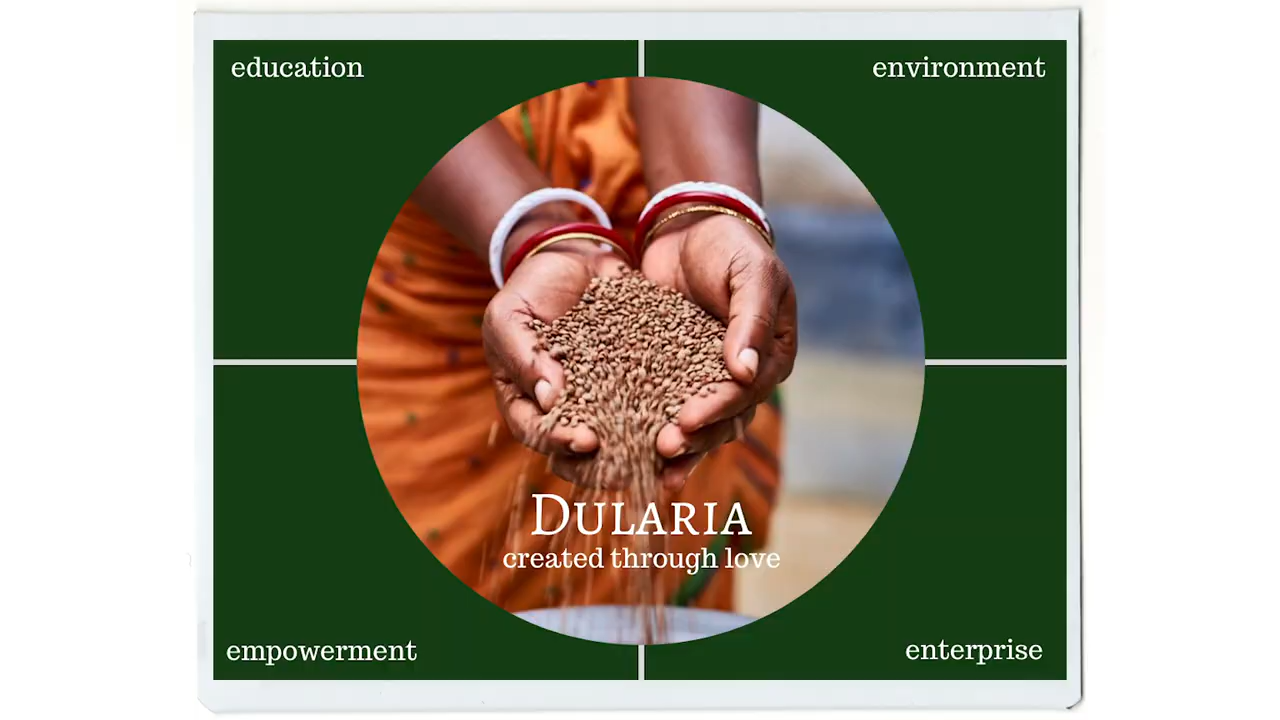 education
environment
Dularia
created through love
empowerment
enterprise